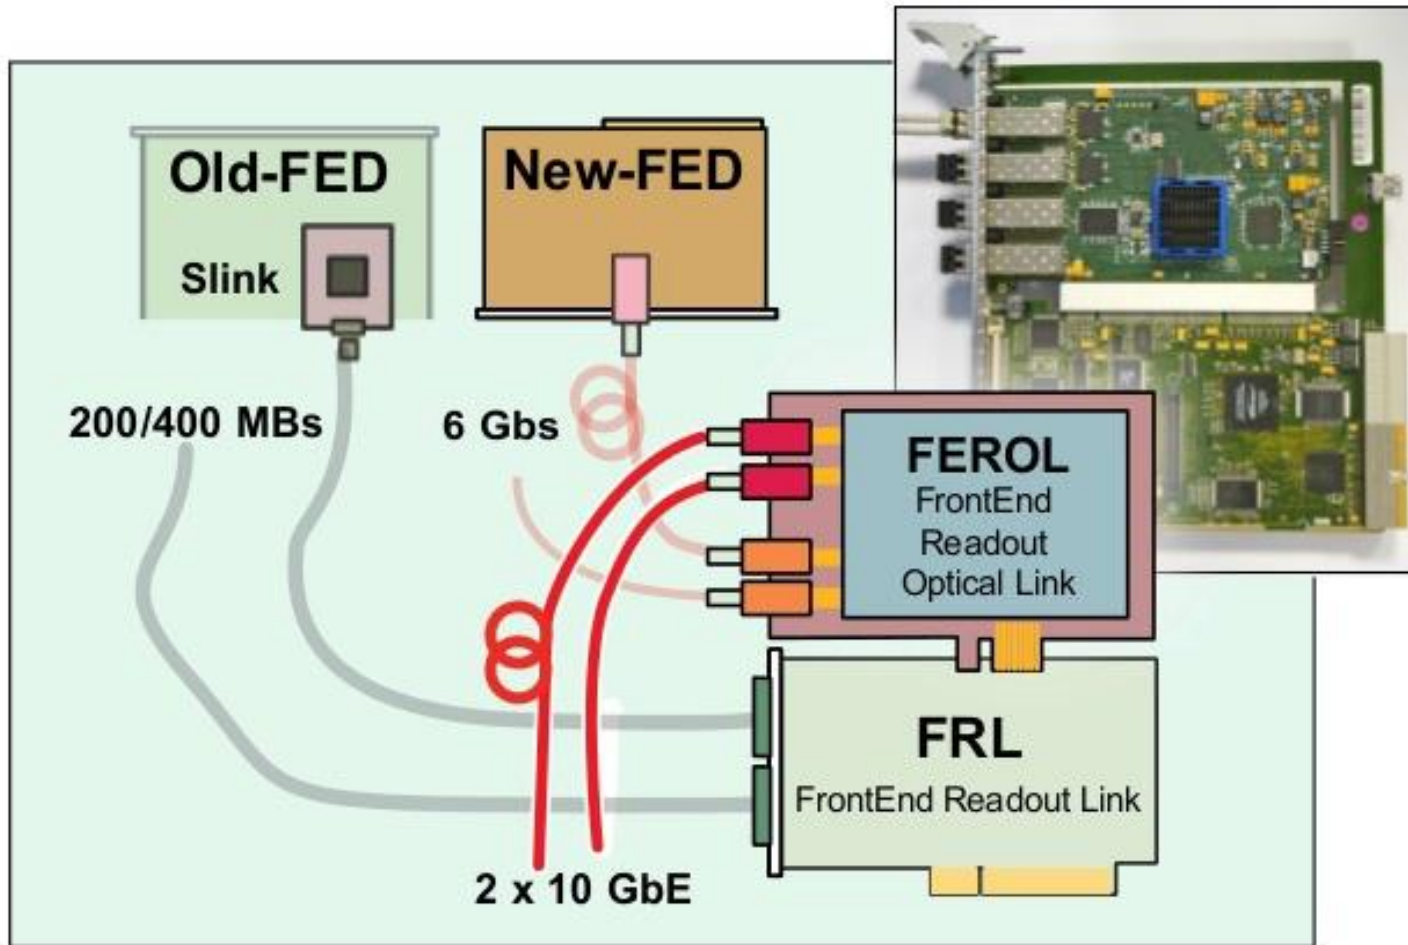 Old-FED
New-FED
Slink
200/400 MBs
6 Gbs
FEROL
FrontEnd
Readout
Optical Link
FRL
FrontEnd Readout Link
2 x 10 GbE